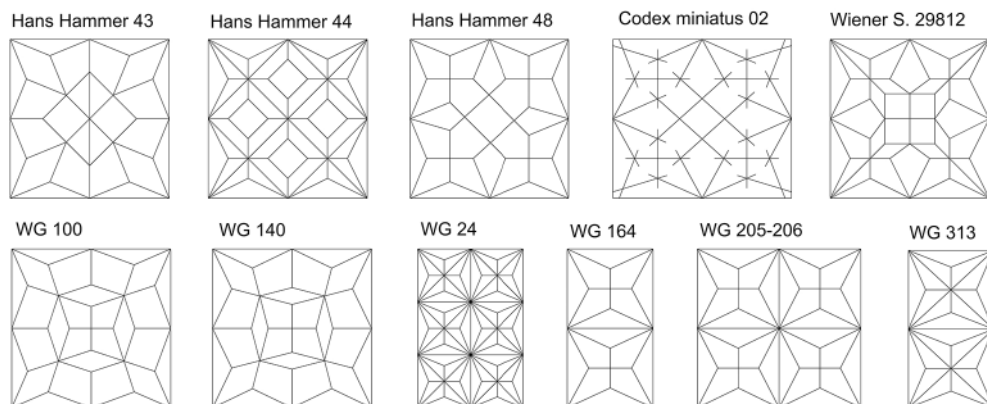 Hans Hammer 43
Hans Hammer 44
Hans Hammer 48
Codex miniatus 02
Wiener S. 29812
WG 100
WG 140
WG 24
WG 164
WG 205-206
WG 313